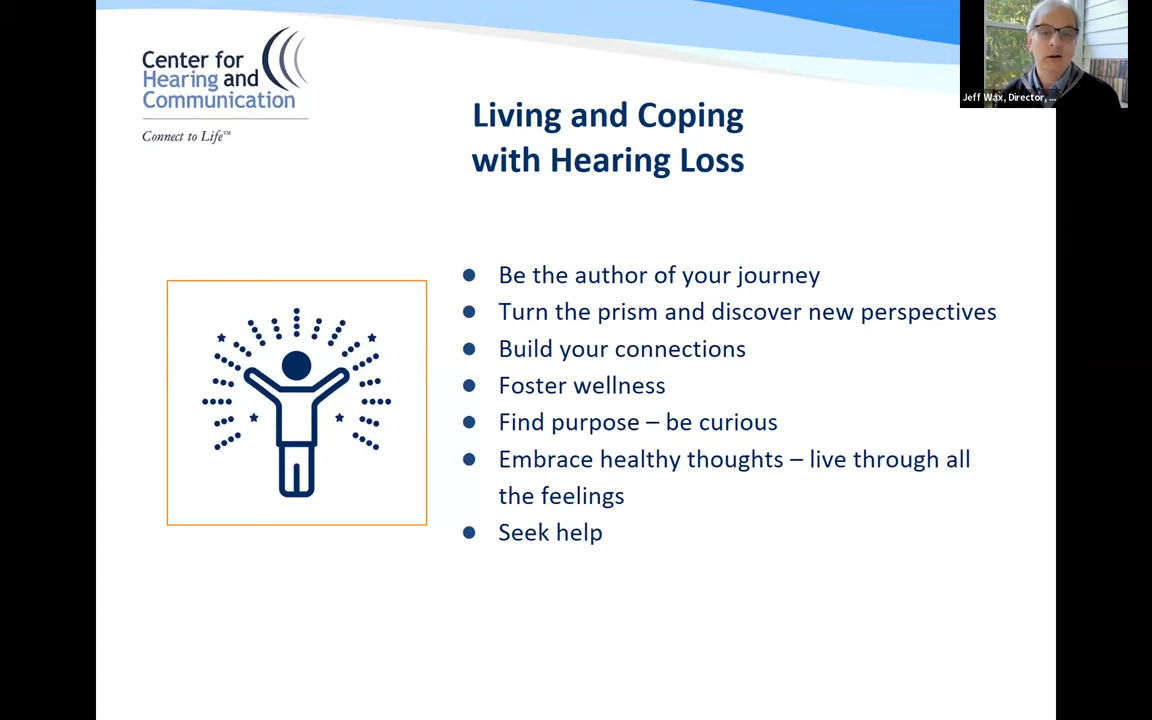 Center for
Hearing and
Communication
Connect to Life™
Living and Coping
with Hearing Loss
Be the author of your journey
Turn the prism and discover new perspectives
Build your connections
Foster wellness
Find purpose – be curious
Embrace healthy thoughts – live through all
the feelings
Seek help
Jeff Wax, Director, ...